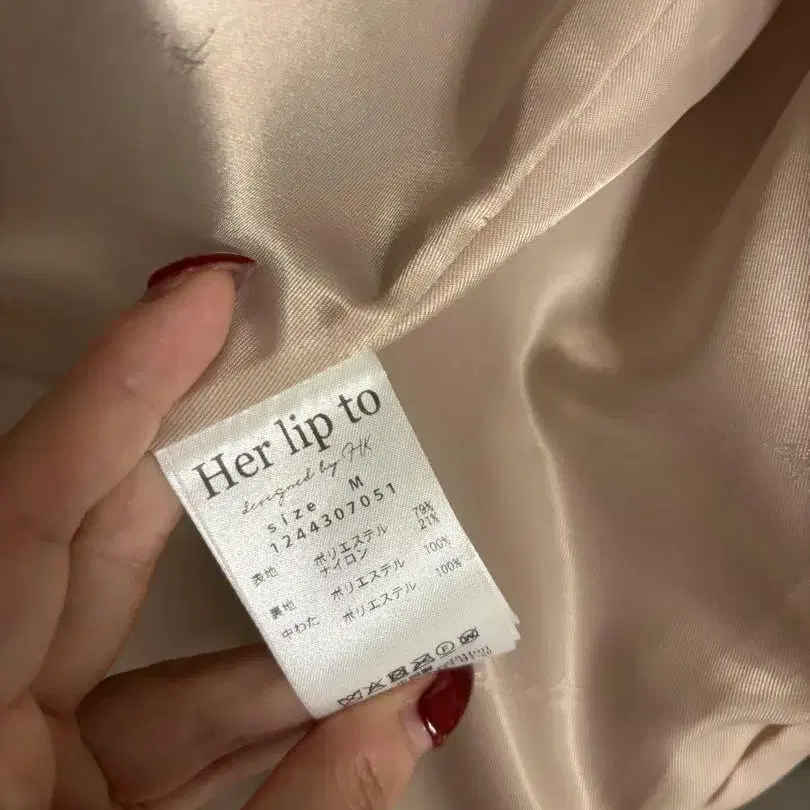 Her lip to
designed by HK
size M
1244307051
表地 ポリエステル 79%
ナイロン 21%
裏地 ポリエステル 100%
中わた ポリエステル 100%
F W